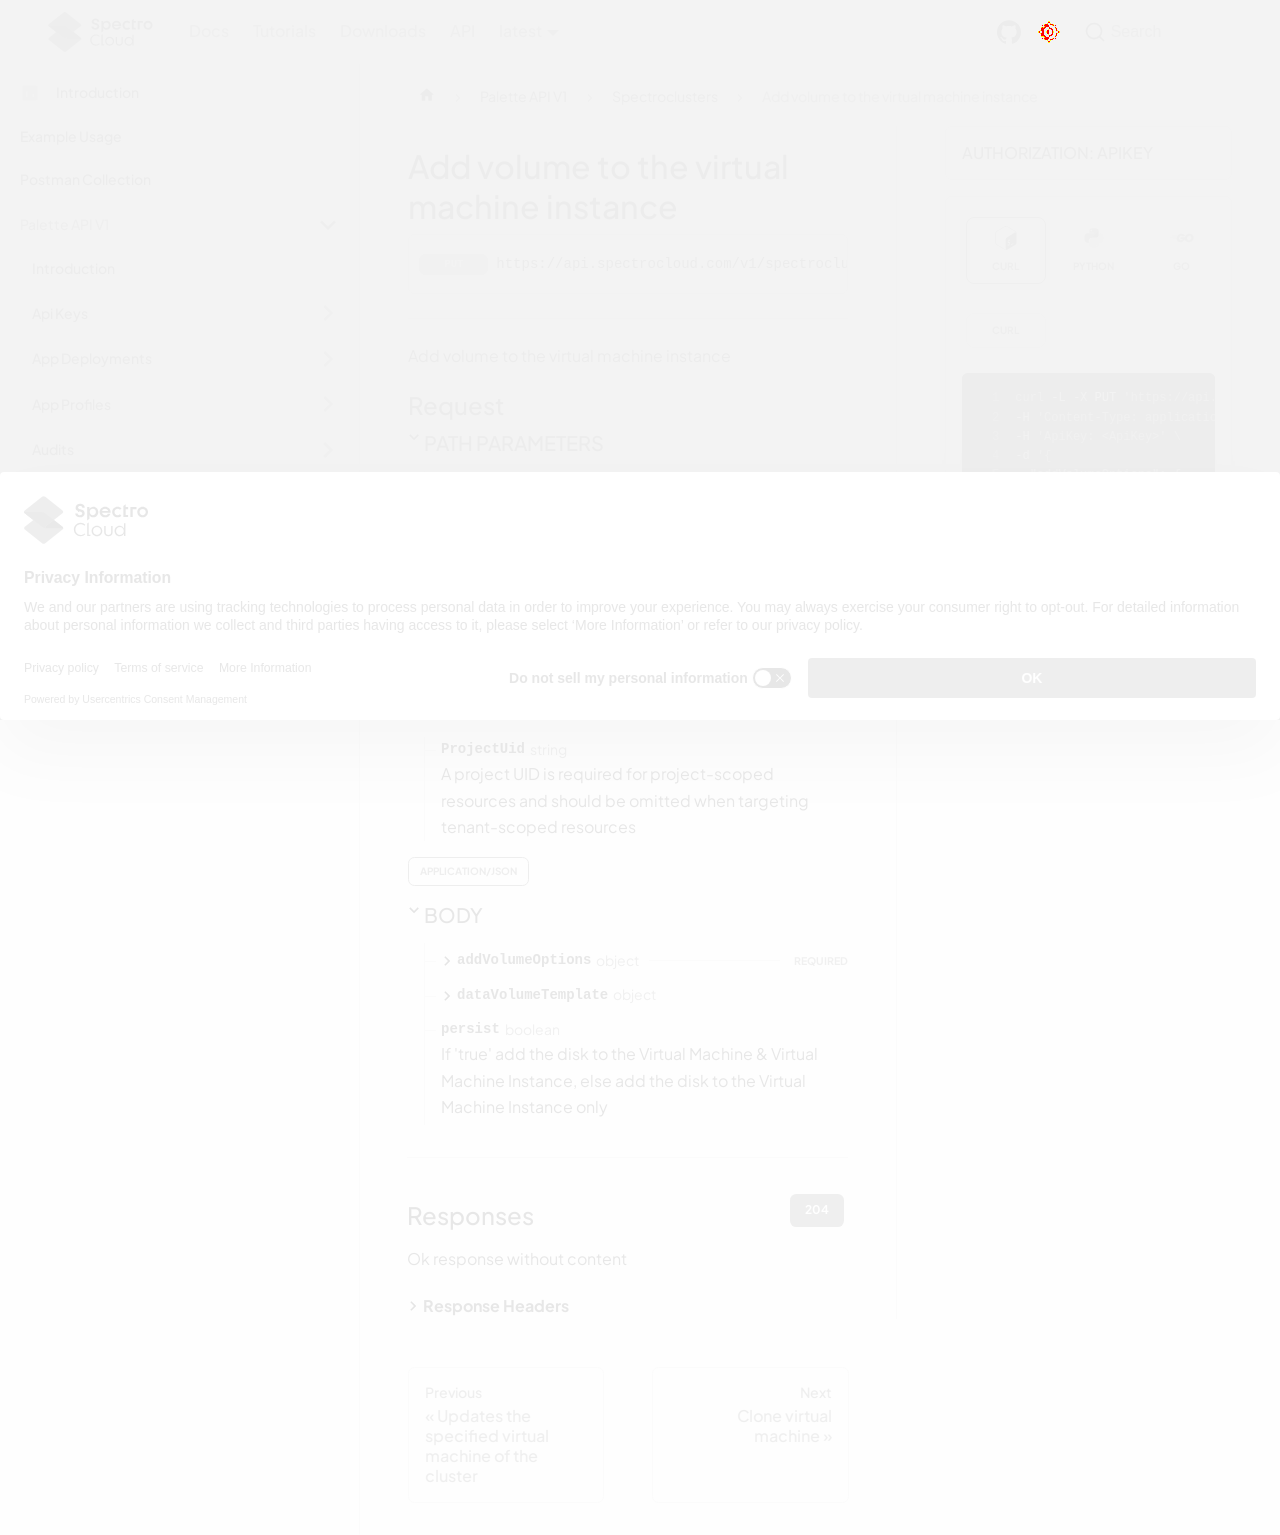 Spectro Cloud
Docs Tutorials Downloads API latest
Search
Introduction
Example Usage
Postman Collection
Palette API V1
Introduction
Api Keys
App Deployments
App Profiles
Audits
Palette API V1
Spectroclusters
Add volume to the virtual machine instance
Add volume to the virtual
machine instance
https://api.spectrocloud.com/v1/spectrocl
Add volume to the virtual machine instance
Request
PATH PARAMETERS
AUTHORIZATION: APIKEY
CURL
PYTHON
GO
CURL
Spectro
Cloud
Privacy Information
We and our partners are using tracking technologies to process personal data in order to improve your experience. You may always exercise your consumer right to opt-out. For detailed information
about personal information we collect and third parties having access to it, please select 'More Information' or refer to our privacy policy.
Privacy policy Terms of service More Information
Powered by Usercentrics Consent Management
Do not sell my personal information
OK
ProjectUid string
A project UID is required for project-scoped
resources and should be omitted when targeting
tenant-scoped resources
APPLICATION/JSON
BODY
addVolumeOptions object REQUIRED
dataVolumeTemplate object
persist boolean
If 'true' add the disk to the Virtual Machine & Virtual
Machine Instance, else add the disk to the Virtual
Machine Instance only
Responses
204
Ok response without content
Response Headers
Previous
« Updates the
specified virtual
machine of the
cluster
Next
Clone virtual
machine »